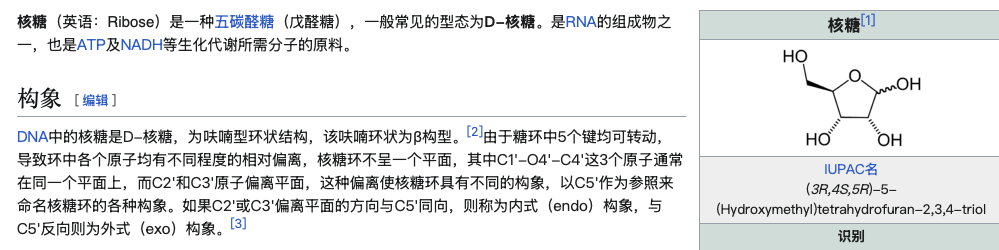 核糖（英语：Ribose）是一种五碳醛糖（戊醛糖），一般常见的型态为D-核糖。是RNA的组成物之
一，也是ATP及NADH等生化代谢所需分子的原料。
构象 [编辑]
DNA中的核糖是D-核糖，为呋喃型环状结构，该呋喃环状为β构型。[2]由于糖环中5个键均可转动，
导致环中各个原子均有不同程度的相对偏离，核糖环不呈一个平面，其中C1'-O4'-C4'这3个原子通常
在同一个平面上，而C2'和C3'原子偏离平面，这种偏离使核糖环具有不同的构象，以C5'作为参照来
命名核糖环的各种构象。如果C2'或C3'偏离平面的方向与C5'同向，则称为内式（endo）构象，与
C5'反向则为外式（exo）构象。[3]
核糖[1]
HO
O
OH
HO
OH
IUPAC名
(3R,4S,5R)-5-
(Hydroxymethyl)tetrahydrofuran-2,3,4-triol
识别